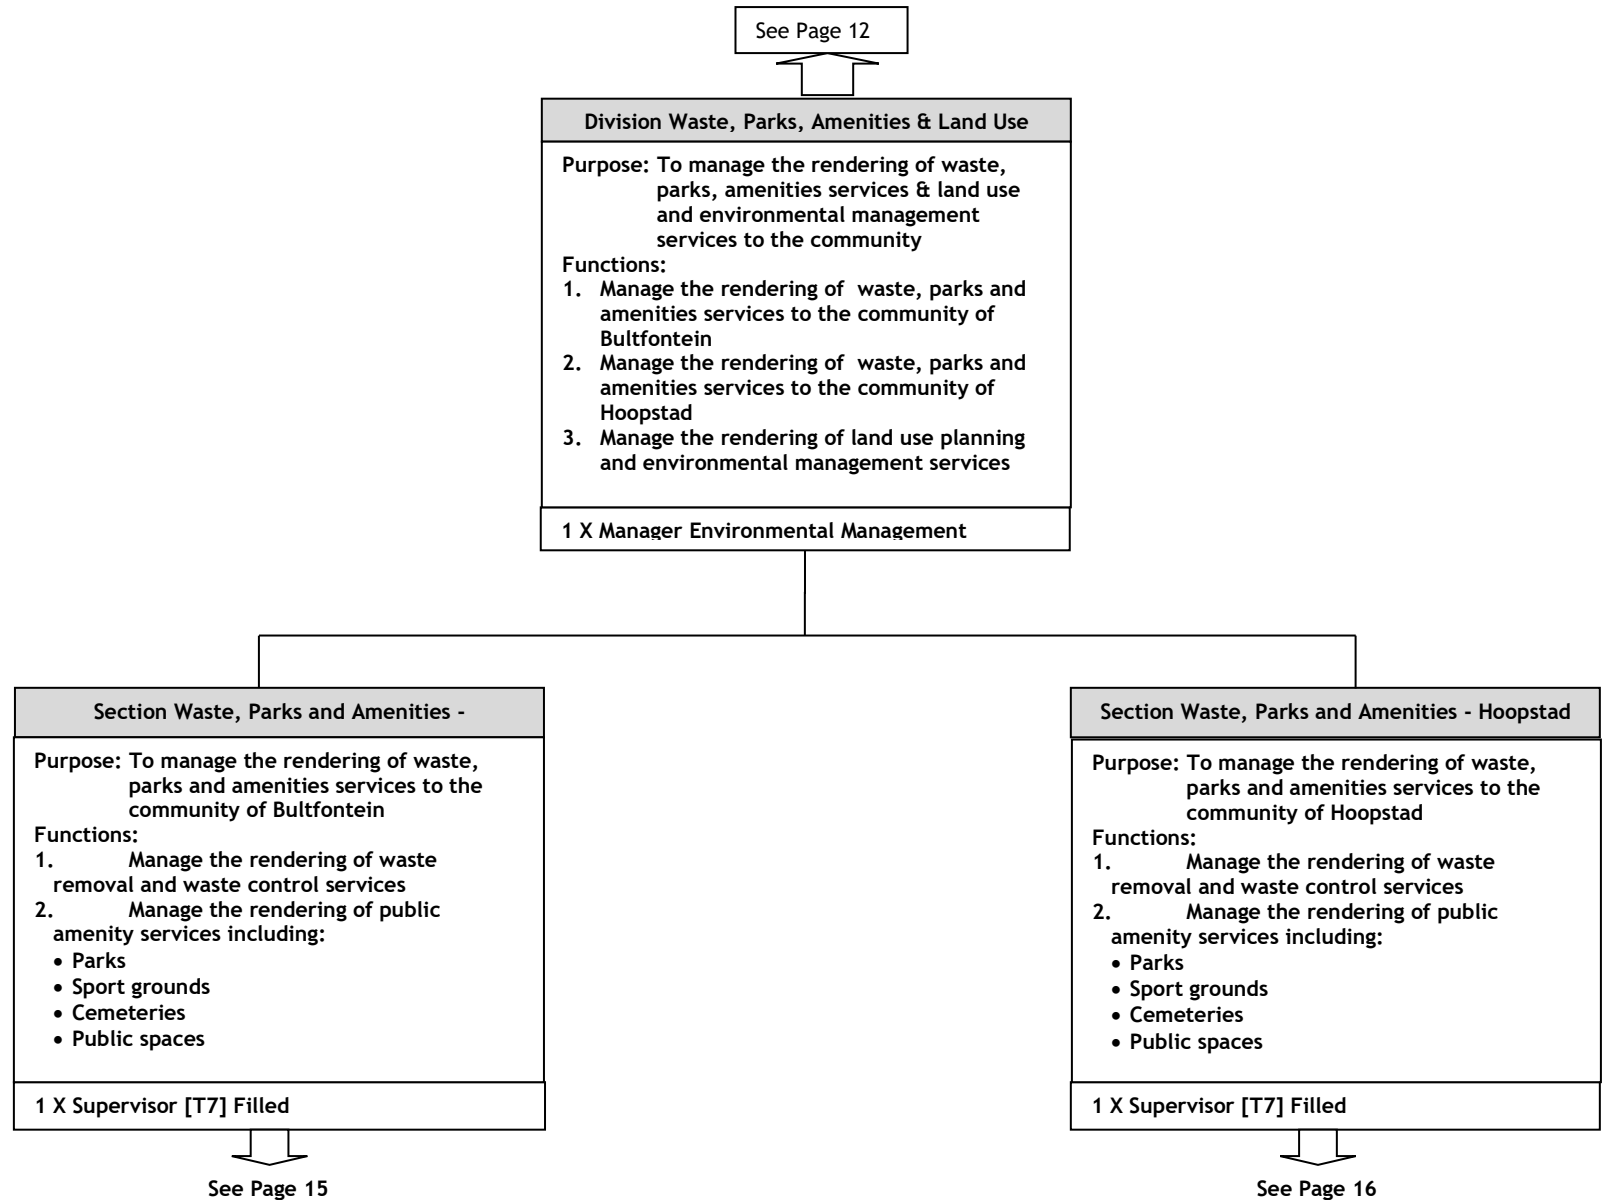 See Page 12
Division Waste, Parks, Amenities & Land Use
Purpose: To manage the rendering of waste,
parks, amenities services & land use
and environmental management
services to the community
Functions:
1. Manage the rendering of waste, parks and
amenities services to the community of
Bultfontein
2. Manage the rendering of waste, parks and
amenities services to the community of
Hoopstad
3. Manage the rendering of land use planning
and environmental management services
1 X Manager Environmental Management
Section Waste, Parks and Amenities -
Purpose: To manage the rendering of waste,
parks and amenities services to the
community of Bultfontein
Functions:
1. Manage the rendering of waste
removal and waste control services
2. Manage the rendering of public
amenity services including:
• Parks
• Sport grounds
• Cemeteries
• Public spaces
1 X Supervisor [T7] Filled
See Page 15
Section Waste, Parks and Amenities - Hoopstad
Purpose: To manage the rendering of waste,
parks and amenities services to the
community of Hoopstad
Functions:
1. Manage the rendering of waste
removal and waste control services
2. Manage the rendering of public
amenity services including:
• Parks
• Sport grounds
• Cemeteries
• Public spaces
1 X Supervisor [T7] Filled
See Page 16